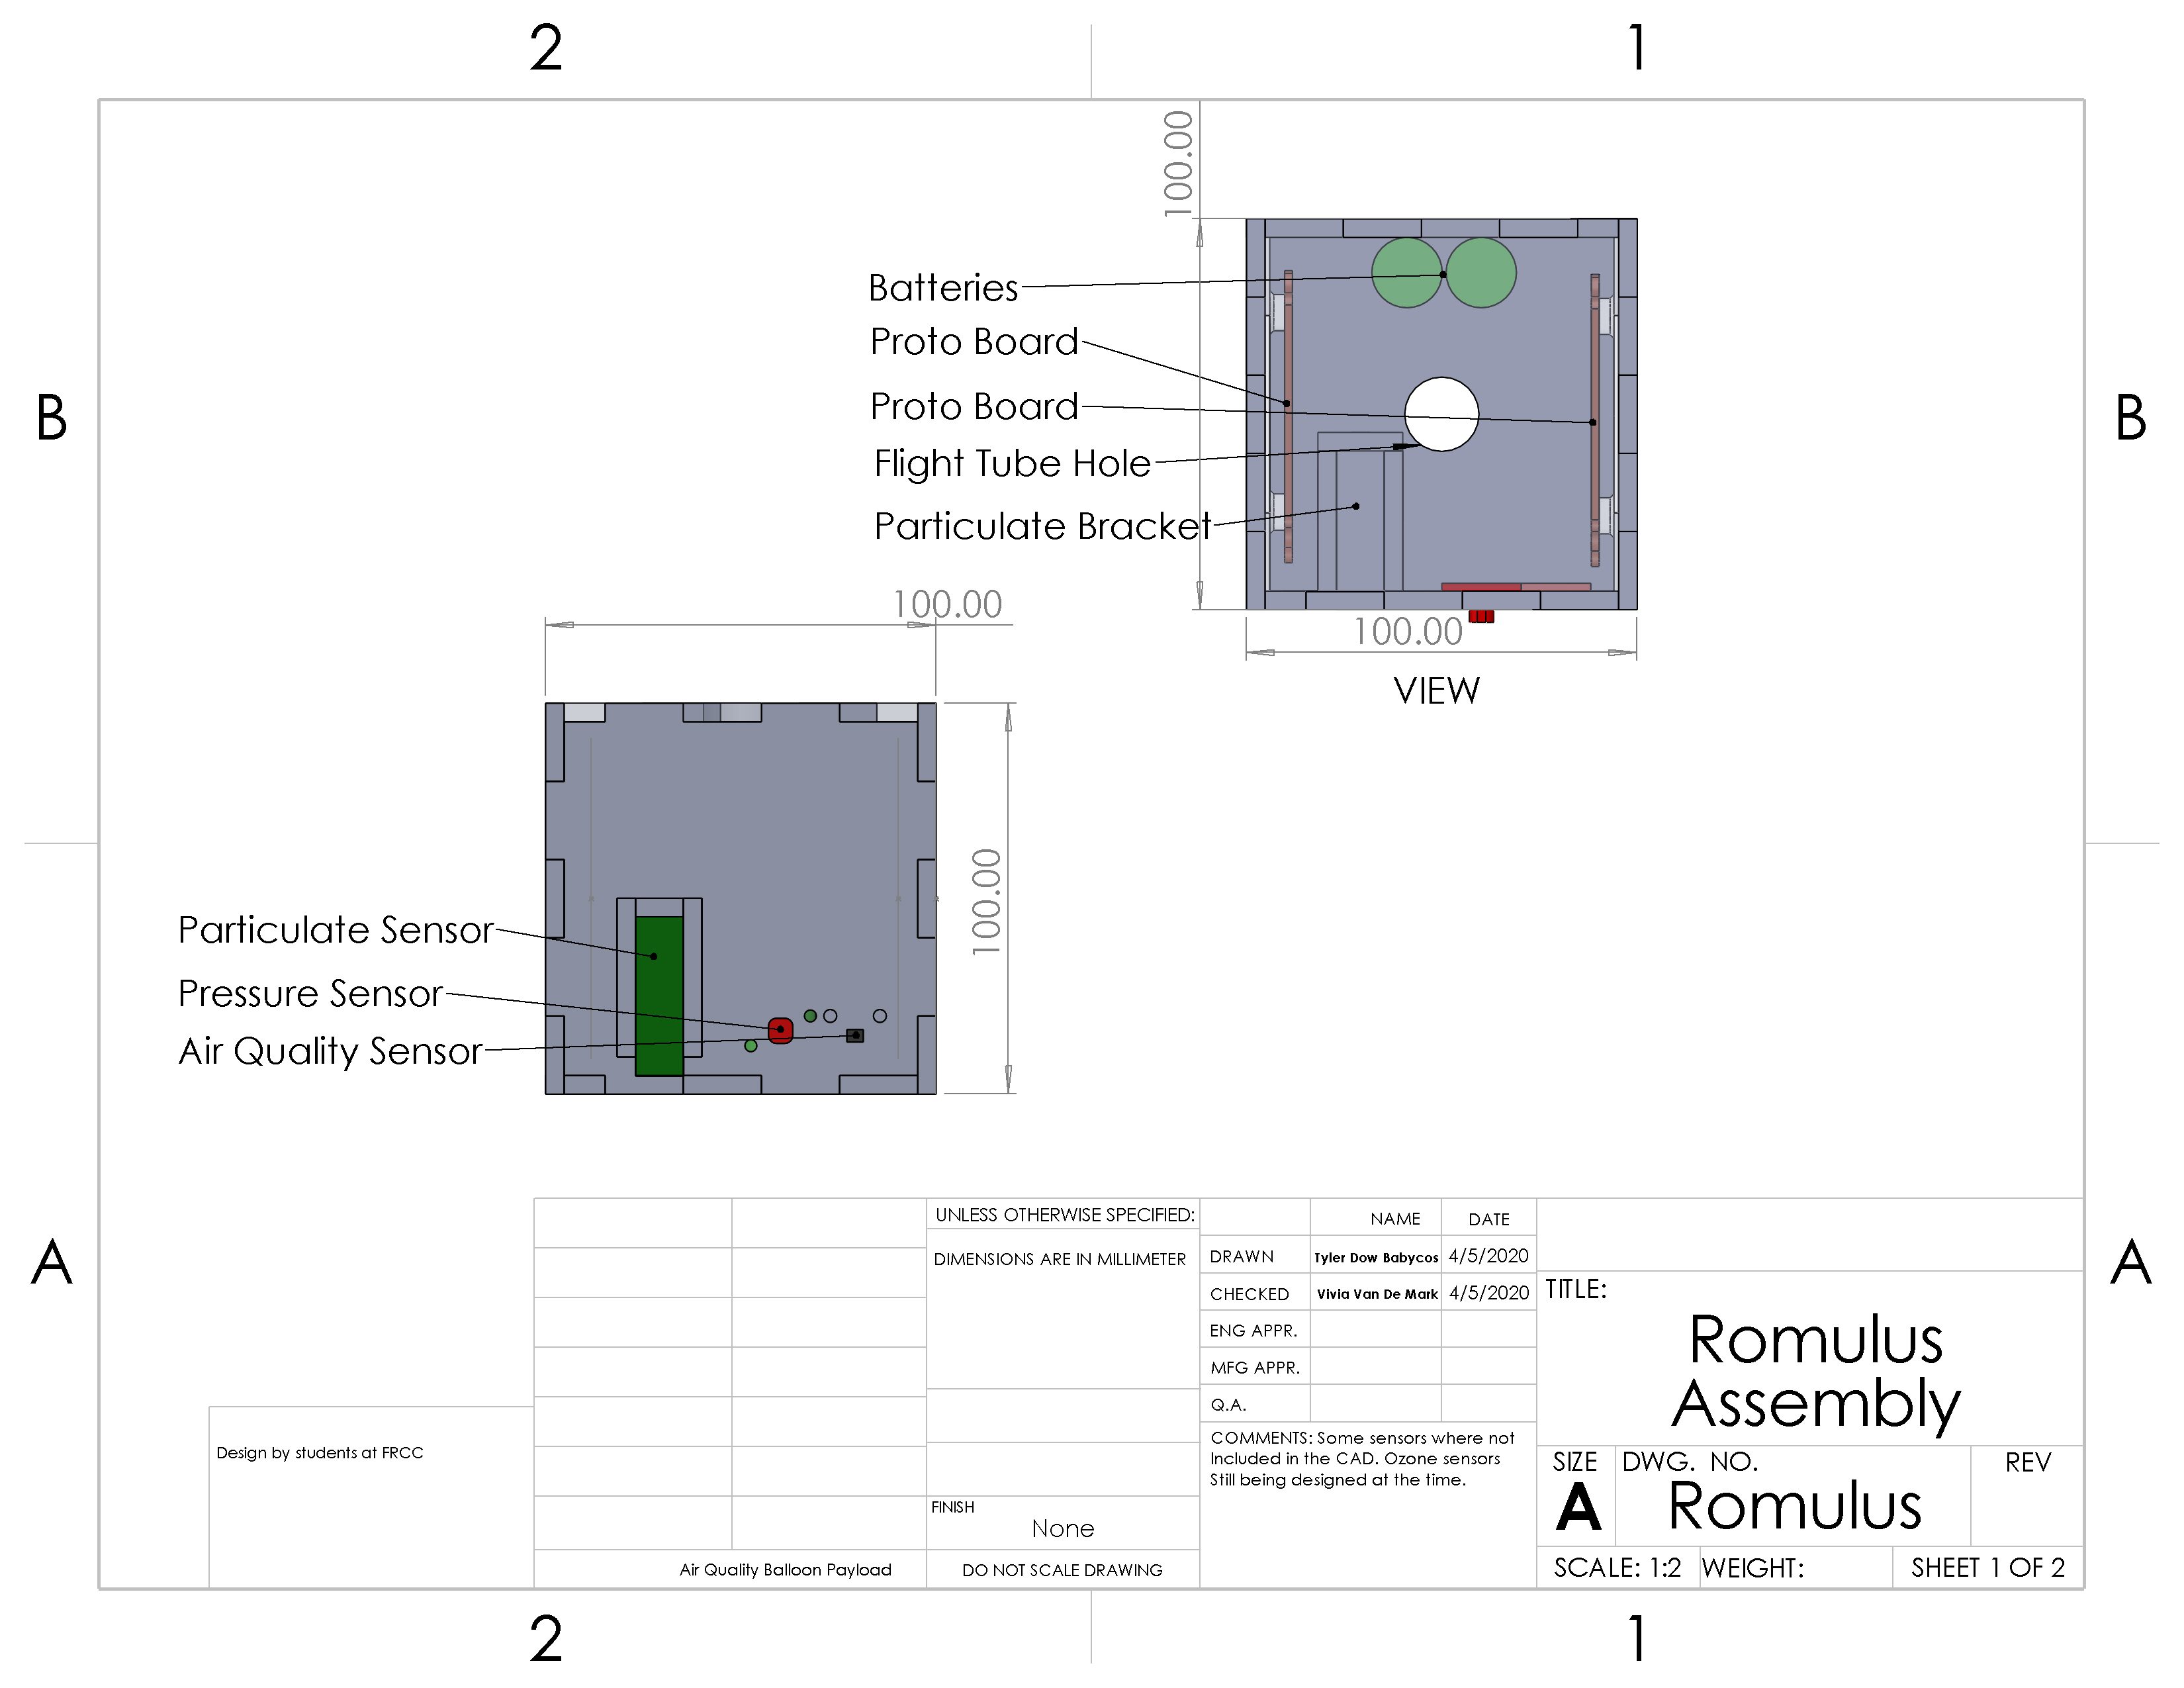 2
1
100.00
Batteries
Proto Board
B
B
Proto Board
Flight Tube Hole
Particulate Bracket
100.00
100.00
VIEW
100.00
Particulate Sensor
Pressure Sensor
Air Quality Sensor
A
A
UNLESS OTHERWISE SPECIFIED:
DIMENSIONS ARE IN MILLIMETER
NAME DATE
DRAWN Tyler Dow Babycos 4/5/2020
CHECKED Vivia Van De Mark 4/5/2020
ENG APPR.
MFG APPR.
Q.A.
COMMENTS: Some sensors where not
Included in the CAD. Ozone sensors
Still being designed at the time.
TITLE:
Romulus
Assembly
Design by students at FRCC
SIZE DWG. NO. REV
A Romulus
FINISH
None
Air Quality Balloon Payload
DO NOT SCALE DRAWING
SCALE: 1:2 WEIGHT: SHEET 1 OF 2
2
1